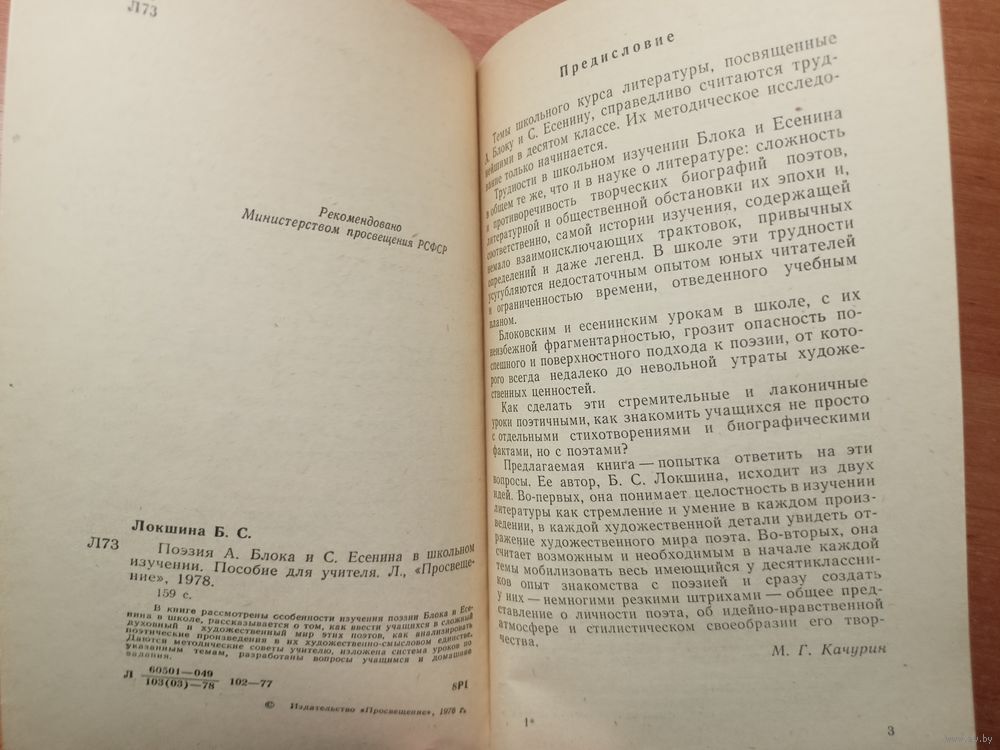 Л73
Рекомендовано
Министерством просвещения РСФСР
Локшина Б. С.
Л73
Поэзия А. Блока и С. Есенина в школьном
изучении. Пособие для учителя. Л., «Просвеще-
ние», 1978.
159 с.
В книге рассмотрены особенности изучения поэзии Блока и Есе-
нина в школе, рассказывается о том, как ввести учащихся в сложный
духовный и художественный мир этих поэтов, как анализировать
поэтические произведения в их художественно-смысловом единстве.
Даются методические советы учителю, изложена система уроков по
указанным темам, разработаны вопросы учащимся и домашние
задания.
Л 60501—049
103(03)—78 102—77
8Р1
© Издательство «Просвещение», 1978 г.
Предисловие
Темы школьного курса литературы, посвященные
А. Блоку и С. Есенину, справедливо считаются труд-
нейшими в десятом классе. Их методическое исследо-
вание только начинается.
Трудности в школьном изучении Блока и Есенина
в общем те же, что и в науке о литературе: сложность
и противоречивость творческих биографий поэтов,
литературной и общественной обстановки их эпохи и,
соответственно, самой истории изучения, содержащей
немало взаимоисключающих трактовок, привычных
определений и даже легенд. В школе эти трудности
усугубляются недостаточным опытом юных читателей
и ограниченностью времени, отведенного учебным
планом.
Блоковским и есенинским урокам в школе, с их
неизбежной фрагментарностью, грозит опасность по-
спешного и поверхностного подхода к поэзии, от кото-
рого всегда недалеко до невольной утраты художе-
ственных ценностей.
Как сделать эти стремительные и лаконичные
уроки поэтичными, как знакомить учащихся не просто
с отдельными стихотворениями и биографическими
фактами, но с поэтами?
Предлагаемая книга — попытка ответить на эти
вопросы. Ее автор, Б. С. Локшина, исходит из двух
идей. Во-первых, она понимает целостность в изучении
литературы как стремление и умение в каждом произ-
ведении, в каждой художественной детали увидеть от-
ражение художественного мира поэта. Во-вторых, она
считает возможным и необходимым в начале каждой
темы мобилизовать весь имеющийся у десятиклассни-
ков опыт знакомства с поэзией и сразу создать
у них — немногими резкими штрихами — общее пред-
ставление о личности поэта, об идейно-нравственной
атмосфере и стилистическом своеобразии его твор-
чества.
М. Г. Качурин
1*
3
ay.by